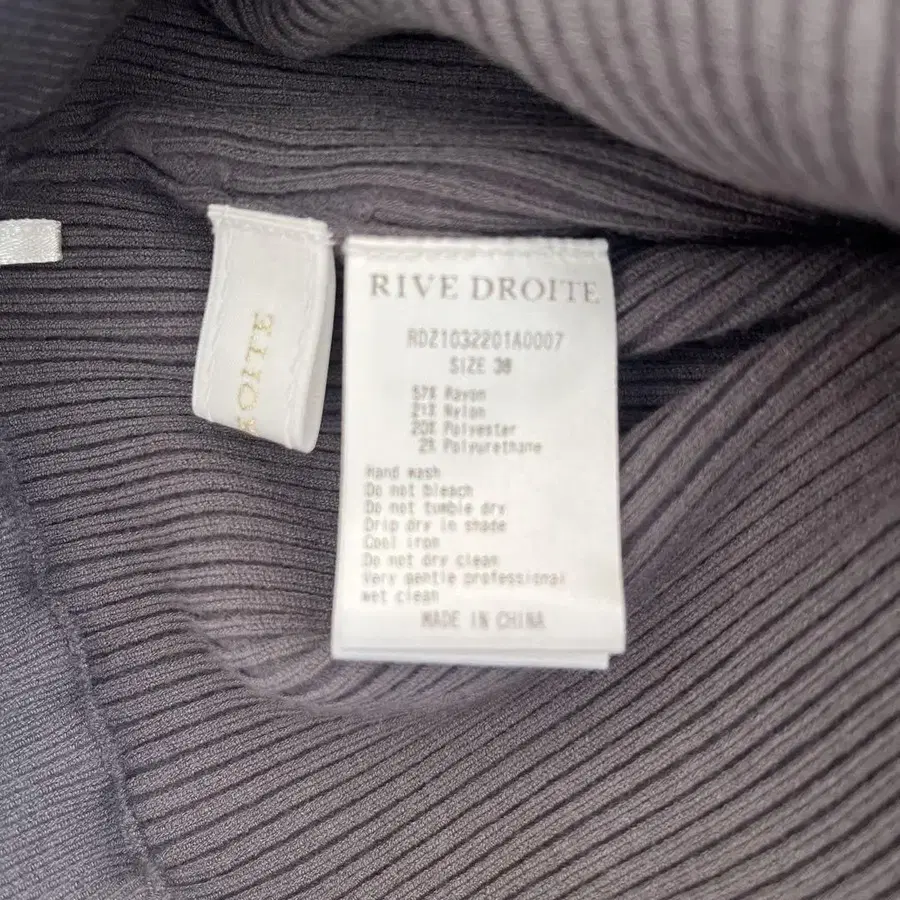 OITE
RIVE DROITE
RDZ1032201A0007
SIZE 38
57% Rayon
21% Nylon
20% Polyester
2% Polyurethane
Hand wash
Do not bleach
Do not tumble dry
Drip dry in shade
Cool iron
Do not dry clean
Very gentle professional
wet clean
MADE IN CHINA